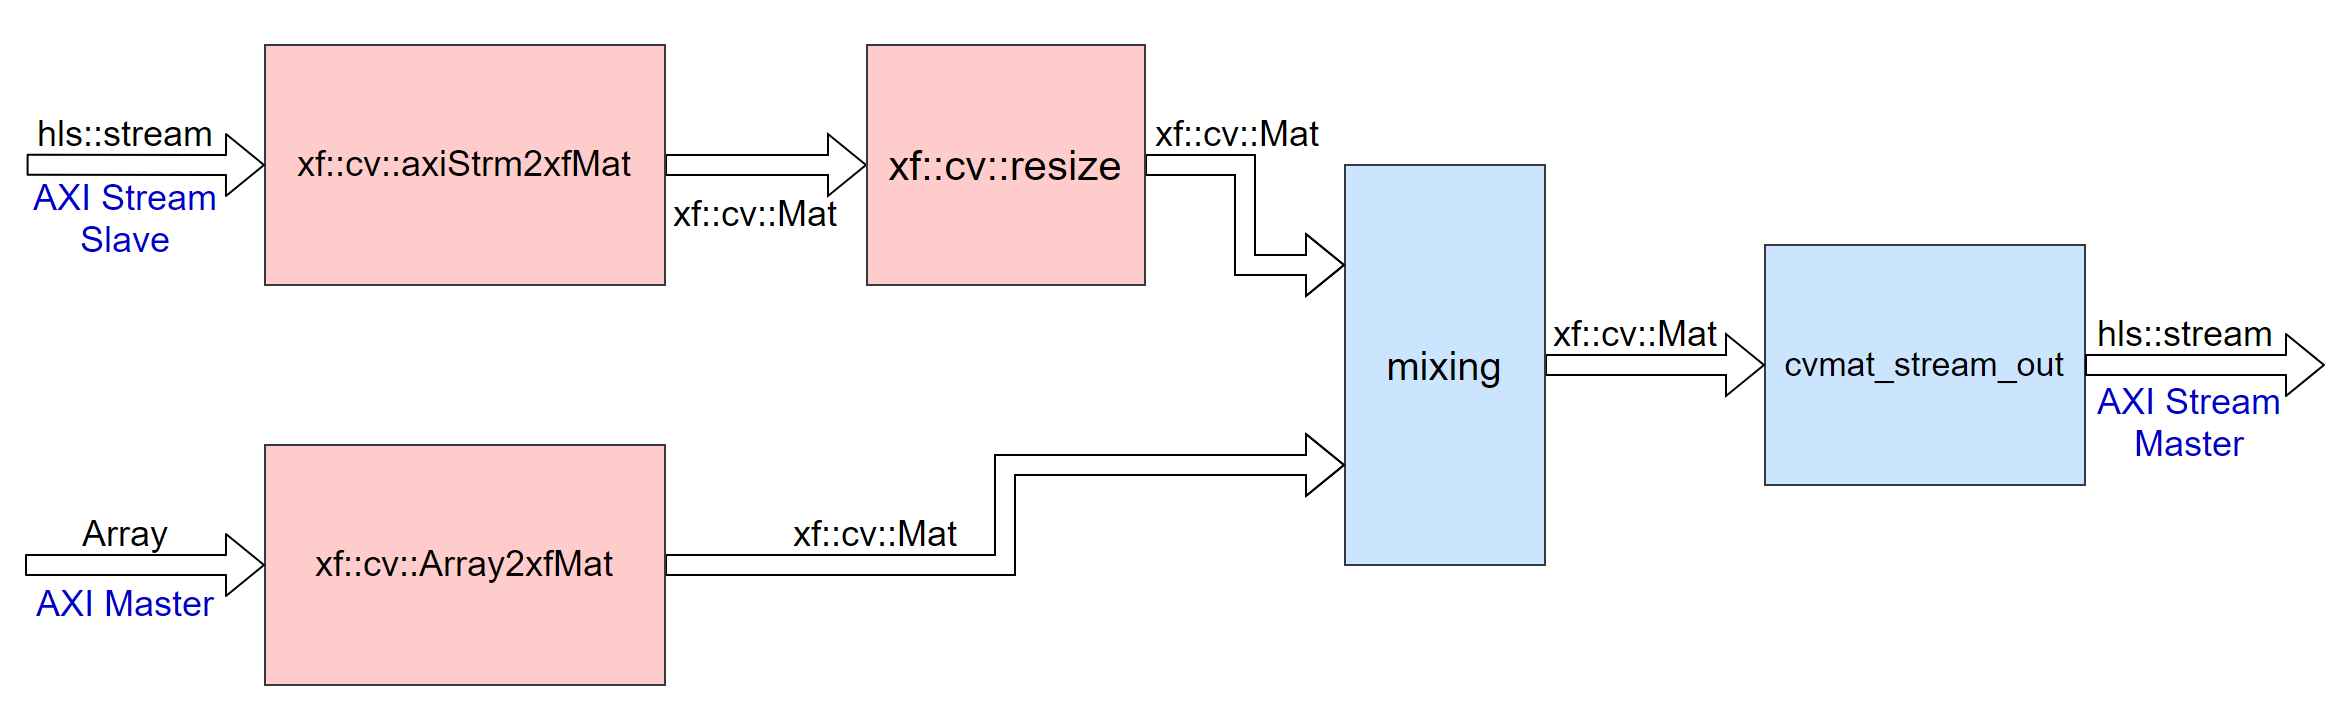 hls::stream
AXI Stream
Slave
xf::cv::axiStrm2xfMat
xf::cv::Mat
xf::cv::resize
xf::cv::Mat
Array
AXI Master
xf::cv::Array2xfMat
xf::cv::Mat
mixing
xf::cv::Mat
cvmat_stream_out
hls::stream
AXI Stream
Master